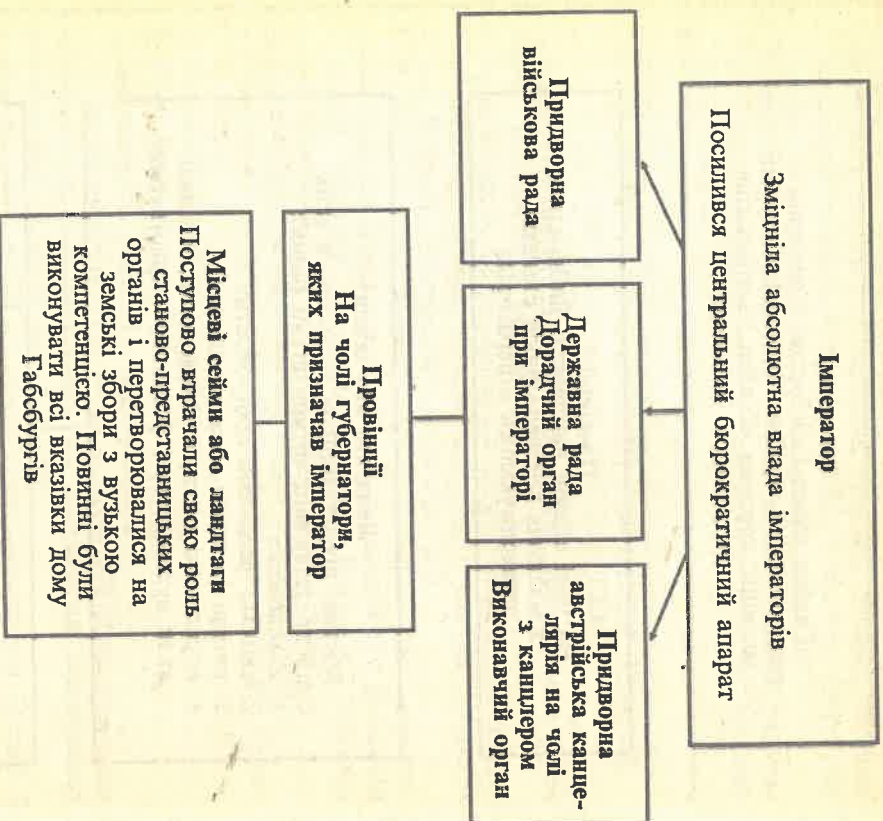 Імператор
Зміцніла абсолютна влада імператорів
Посилився центральний бюрократичний апарат
Придворна
військова рада
Державна рада
Дорадчий орган
при імператорі
Придворна
австрійська канце-
лярія на чолі
з канцлером
Виконавчий орган
Провінції
На чолі губернатори,
яких призначав імператор
Місцеві сейми або ландтаги
Поступово втрачали свою роль
станово-представницьких
органів і перетворювалися на
земські збори з вузькою
компетенцією. Повинні були
виконувати всі вказівки дому
Габсбургів